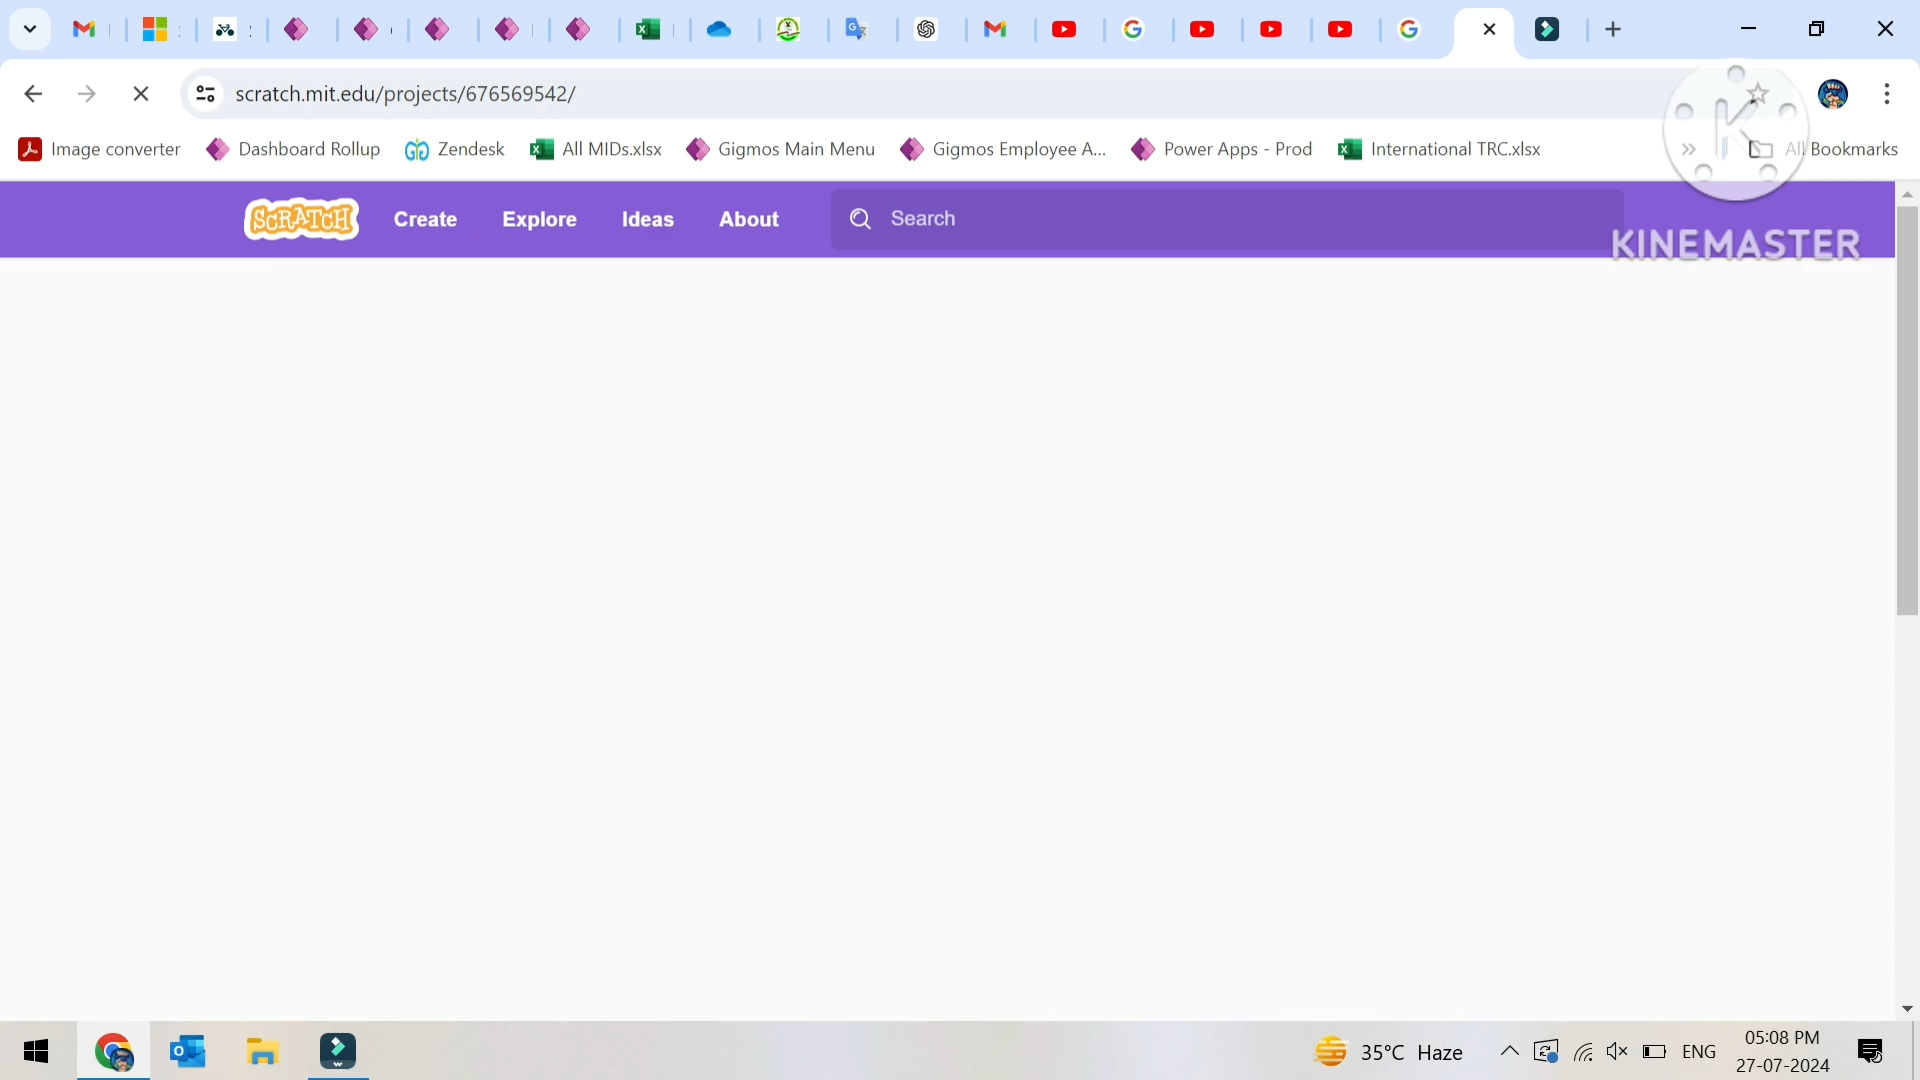 scratch.mit.edu/projects/676569542/
Image converter
Dashboard Rollup
Zendesk
All MIDs.xlsx
Gigmos Main Menu
Gigmos Employee A...
Power Apps - Prod
International TRC.xlsx
All Bookmarks
SCRATCH
Create
Explore
Ideas
About
Search
K
KINEMASTER
35°C Haze
ENG
05:08 PM
27-07-2024